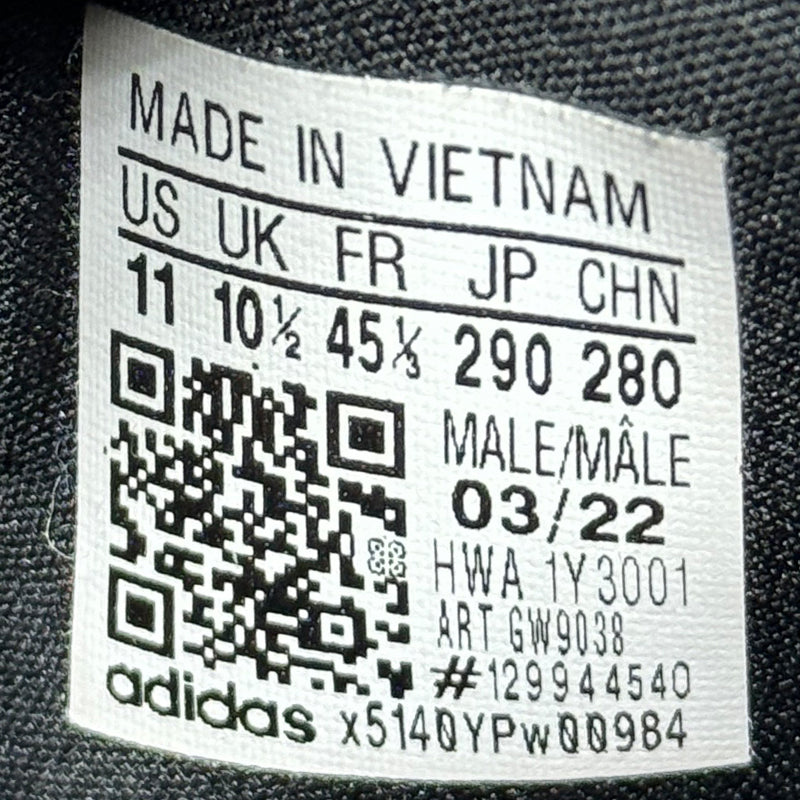 MADE IN VIETNAM
US UK FR JP CHN
11 10½ 45⅓ 290 280
MALE/MÂLE
03/22
HWA 1Y3001
ART GW9038
#129944540
adidas x5140YPw00984